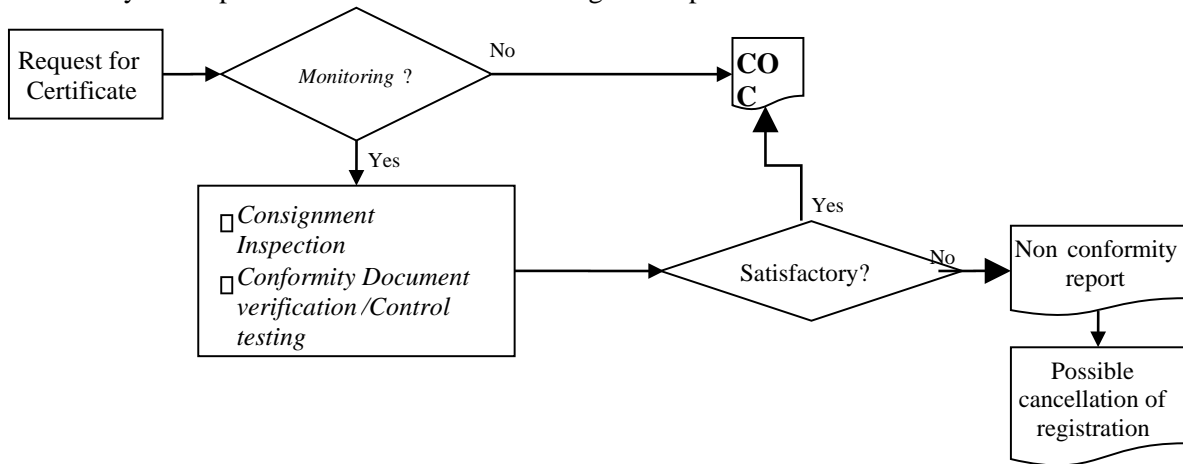 Request for
Certificate
Monitoring ?
No
CO
C
Yes
□ Consignment
Inspection
□ Conformity Document
verification /Control
testing
Satisfactory?
Yes
No
Non conformity
report
Possible
cancellation of
registration